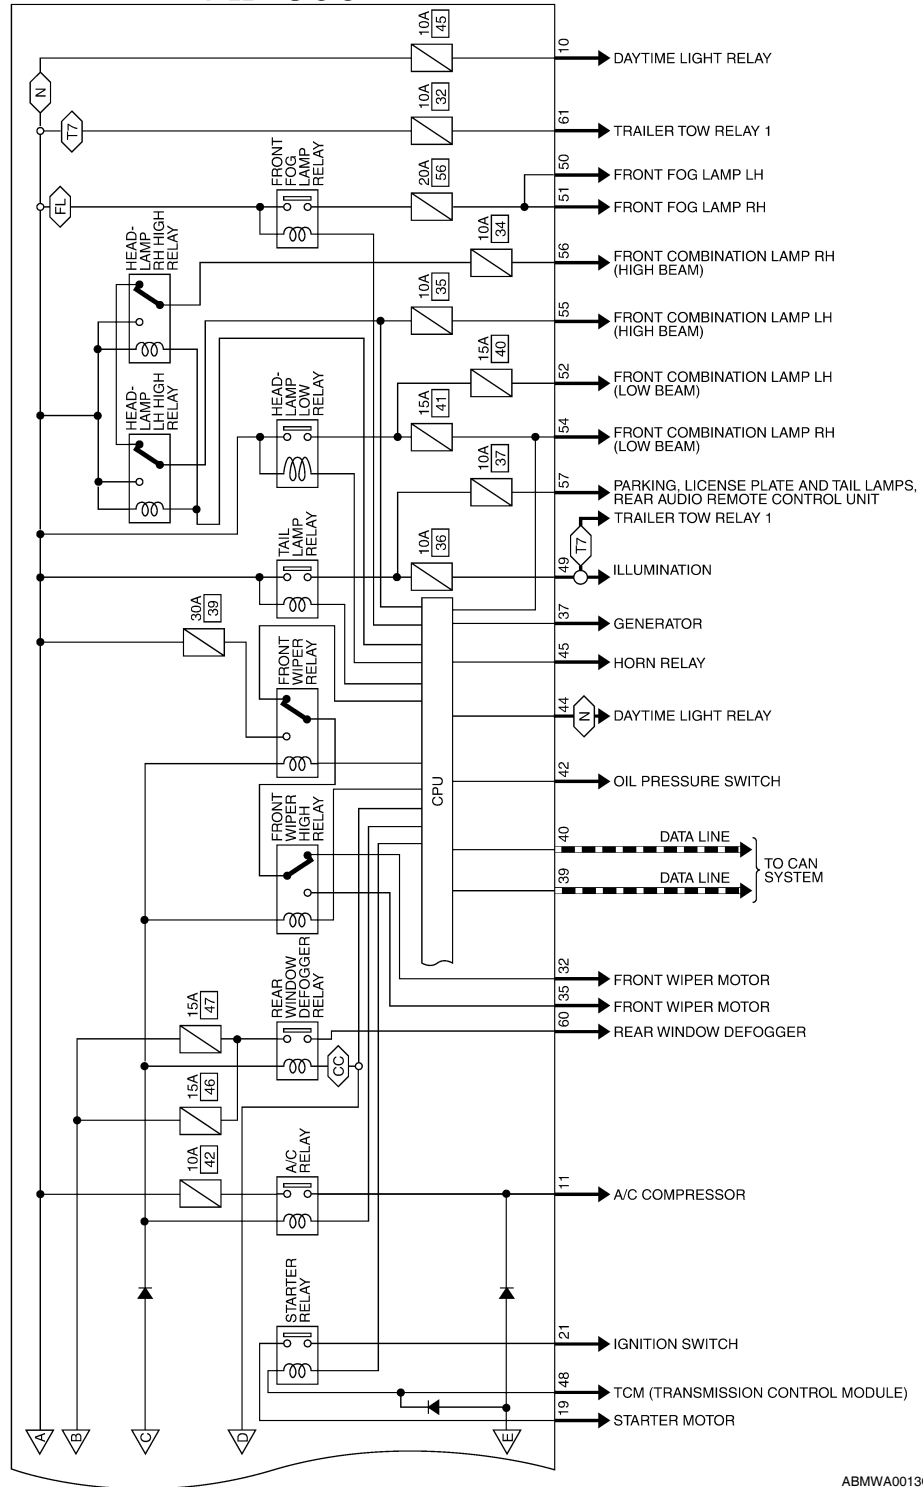 10A
45
10
DAYTIME LIGHT RELAY
N
10A
32
61
TRAILER TOW RELAY 1
T7
FRONT
FOG
LAMP
RELAY
20A
56
50
FRONT FOG LAMP LH
51
FRONT FOG LAMP RH
FL
HEAD-
LAMP
RH HIGH
RELAY
10A
34
56
FRONT COMBINATION LAMP RH
(HIGH BEAM)
10A
35
55
FRONT COMBINATION LAMP LH
(HIGH BEAM)
15A
40
52
FRONT COMBINATION LAMP LH
(LOW BEAM)
HEAD-
LAMP
LH HIGH
RELAY
HEAD-
LAMP
LOW
RELAY
15A
41
54
FRONT COMBINATION LAMP RH
(LOW BEAM)
10A
37
57
PARKING, LICENSE PLATE AND TAIL LAMPS,
REAR AUDIO REMOTE CONTROL UNIT
TRAILER TOW RELAY 1
T7
TAIL
LAMP
RELAY
10A
36
49
ILLUMINATION
30A
39
37
GENERATOR
FRONT
WIPER
RELAY
45
HORN RELAY
44
N
DAYTIME LIGHT RELAY
CPU
42
OIL PRESSURE SWITCH
FRONT
WIPER
HIGH
RELAY
40
DATA LINE
39
DATA LINE
TO CAN
SYSTEM
REAR
WINDOW
DEFOGGER
RELAY
32
FRONT WIPER MOTOR
35
FRONT WIPER MOTOR
15A
47
60
REAR WINDOW DEFOGGER
CC
15A
46
10A
42
A/C
RELAY
11
A/C COMPRESSOR
STARTER
RELAY
21
IGNITION SWITCH
48
TCM (TRANSMISSION CONTROL MODULE)
19
STARTER MOTOR
A
B
C
D
E